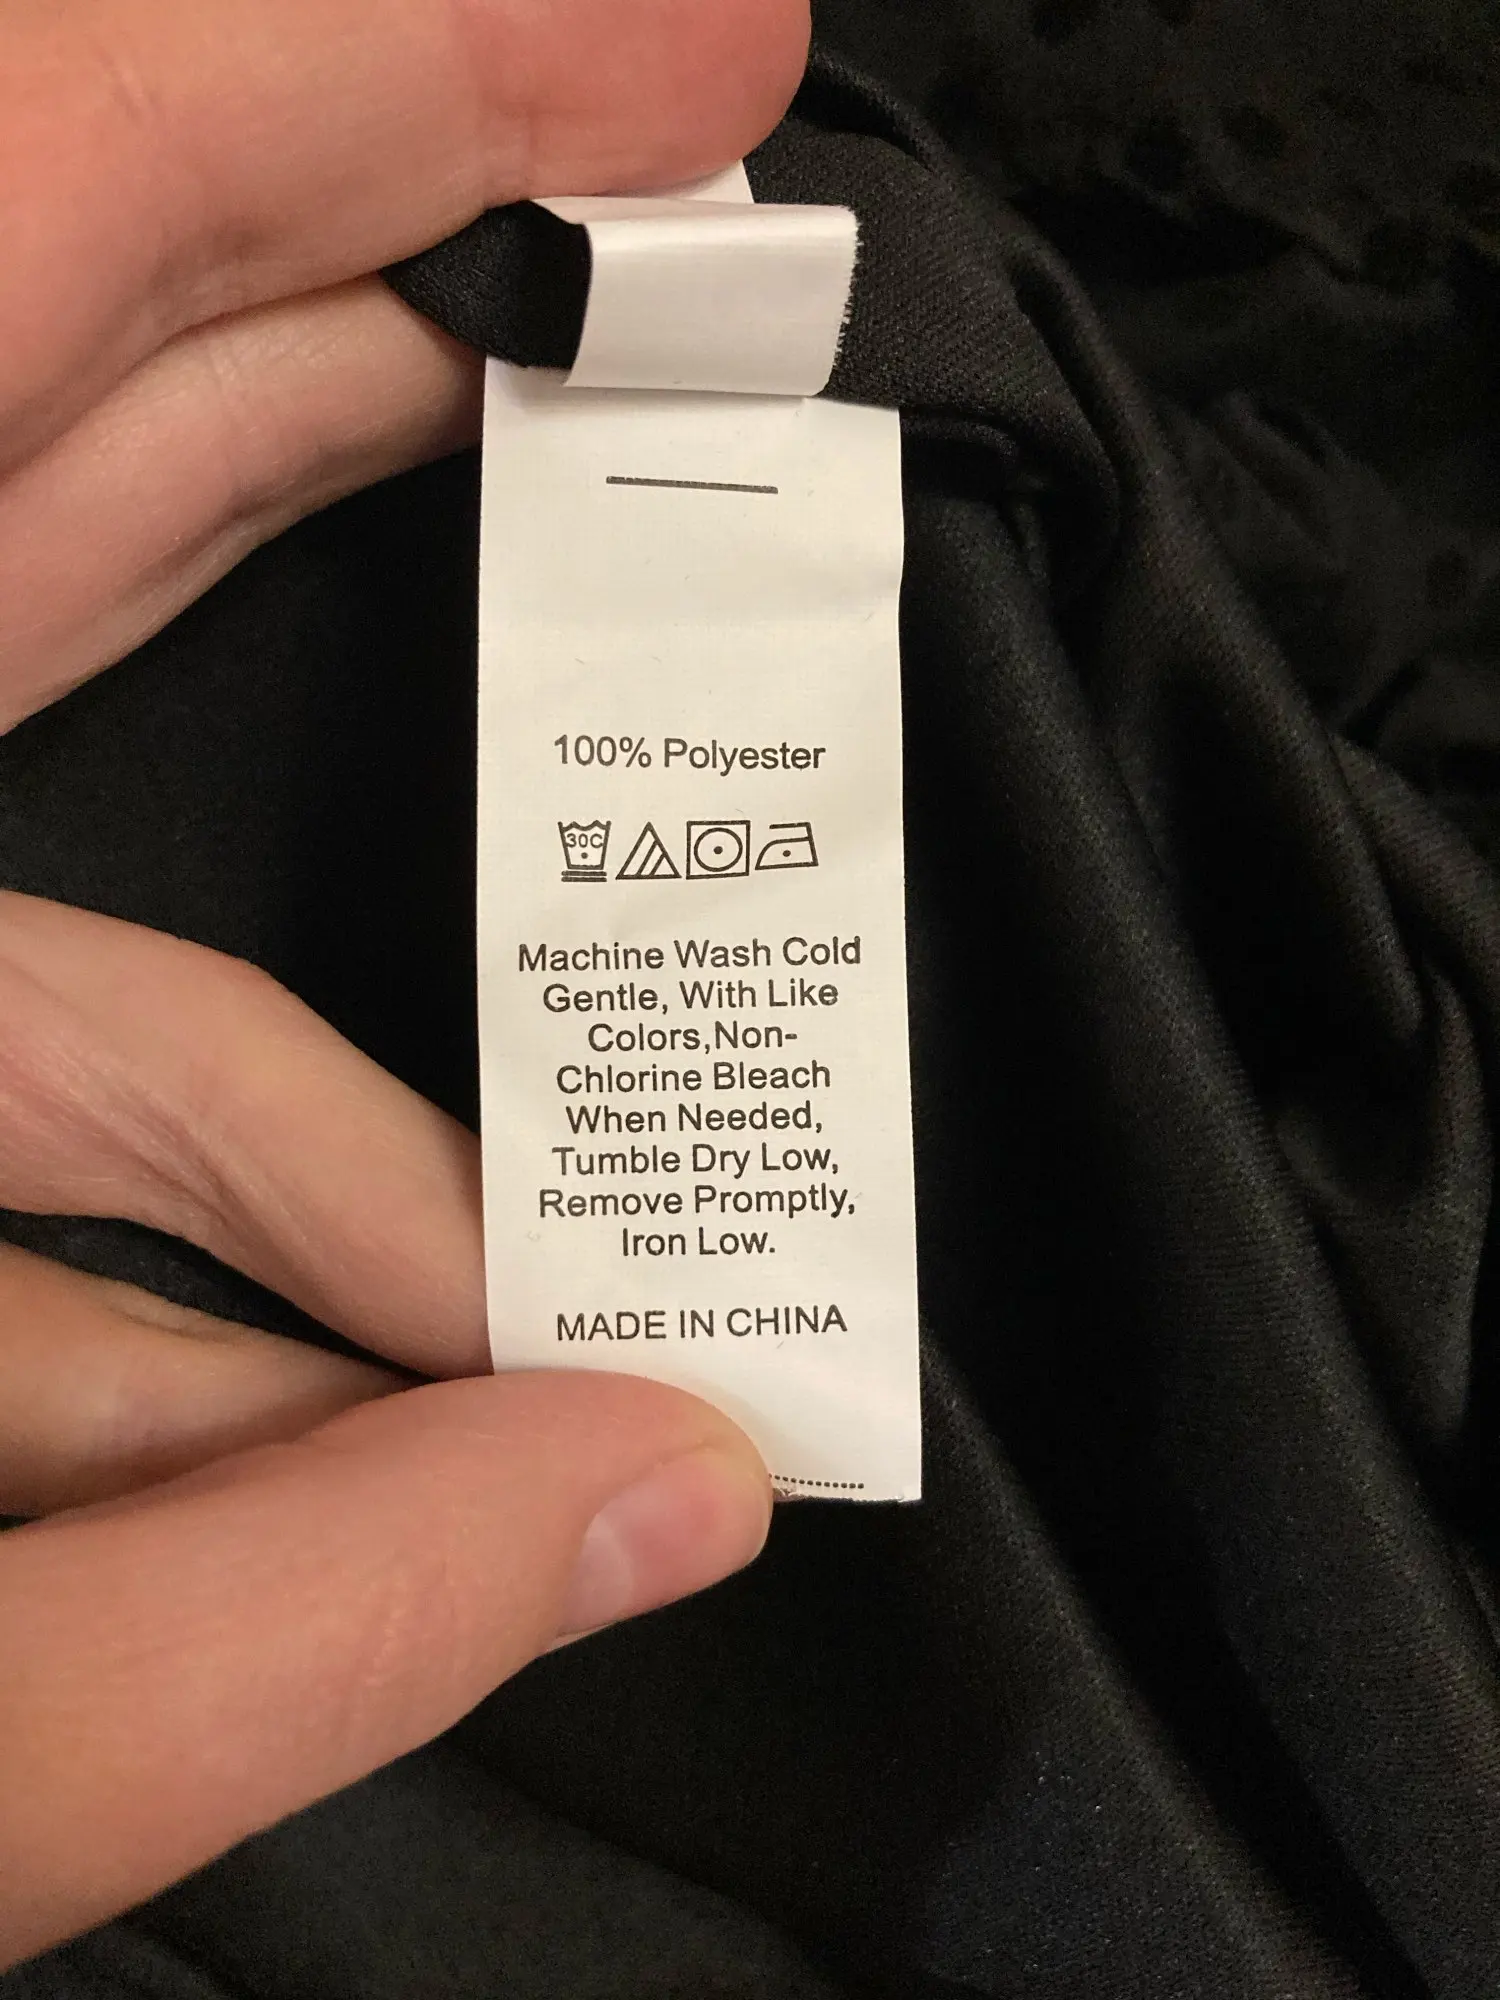 100% Polyester
30C
Machine Wash Cold
Gentle, With Like
Colors,Non-
Chlorine Bleach
When Needed,
Tumble Dry Low,
Remove Promptly,
Iron Low.
MADE IN CHINA